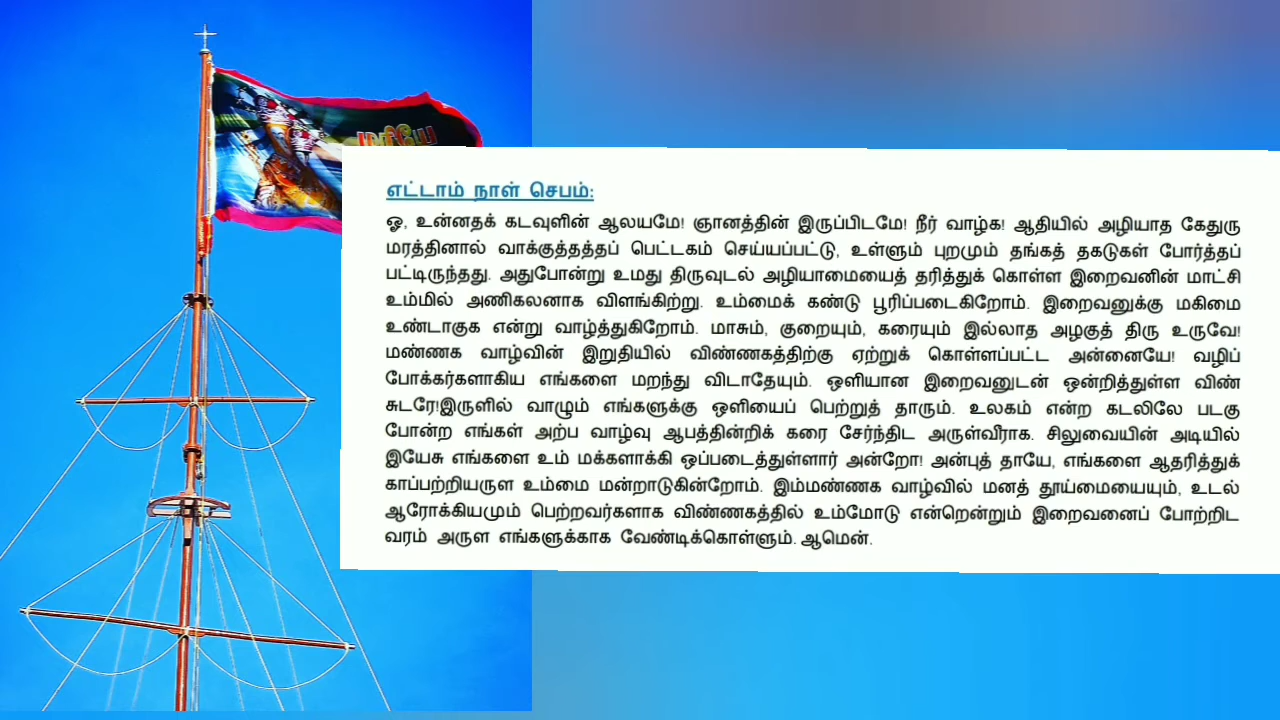 மரியே
எட்டாம் நாள் செபம்:
ஓ, உன்னதக் கடவுளின் ஆலயமே! ஞானத்தின் இருப்பிடமே! நீர் வாழ்க! ஆதியில் அழியாத கேதுரு
மரத்தினால் வாக்குத்தத்தப் பெட்டகம் செய்யப்பட்டு, உள்ளும் புறமும் தங்கத் தகடுகள் போர்த்தப்
பட்டிருந்தது. அதுபோன்று உமது திருவுடல் அழியாமையைத் தரித்துக் கொள்ள இறைவனின் மாட்சி
உம்மில் அணிகலனாக விளங்கிற்று. உம்மைக் கண்டு பூரிப்படைகிறோம். இறைவனுக்கு மகிமை
உண்டாகுக என்று வாழ்த்துகிறோம். மாசும், குறையும், கரையும் இல்லாத அழகுத் திரு உருவே!
மண்ணக வாழ்வின் இறுதியில் விண்ணகத்திற்கு ஏற்றுக் கொள்ளப்பட்ட அன்னையே! வழிப்
போக்கர்களாகிய எங்களை மறந்து விடாதேயும். ஒளியான இறைவனுடன் ஒன்றித்துள்ள விண்
சுடரே!இருளில் வாழும் எங்களுக்கு ஒளியைப் பெற்றுத் தாரும். உலகம் என்ற கடலிலே படகு
போன்ற எங்கள் அற்ப வாழ்வு ஆபத்தின்றிக் கரை சேர்ந்திட அருள்வீராக. சிலுவையின் அடியில்
இயேசு எங்களை உம் மக்களாக்கி ஒப்படைத்துள்ளார் அன்றோ! அன்புத் தாயே, எங்களை ஆதரித்துக்
காப்பற்றியருள உம்மை மன்றாடுகின்றோம். இம்மண்ணக வாழ்வில் மனத் தூய்மையையும், உடல்
ஆரோக்கியமும் பெற்றவர்களாக விண்ணகத்தில் உம்மோடு என்றென்றும் இறைவனைப் போற்றிட
வரம் அருள எங்களுக்காக வேண்டிக்கொள்ளும். ஆமென்.